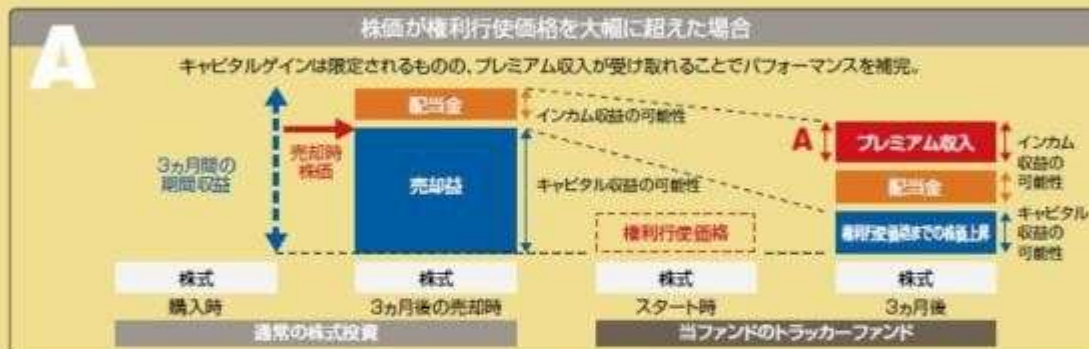 A
株価が権利行使価格を大幅に超えた場合
キャピタルゲインは限定されるものの、プレミアム収入が受け取れることでパフォーマンスを補完。
3ヵ月間の
期間収益
売却時
株価
配当金
売却益
インカム収益の可能性
キャピタル収益の可能性
権利行使価格
A
プレミアム収入
配当金
権利行使価格までの株価上昇
インカム
収益の
可能性
キャピタル
収益の
可能性
株式
株式
株式
株式
購入時
3ヵ月後の売却時
スタート時
3ヵ月後
通常の株式投資
当ファンドのトラッカーファンド